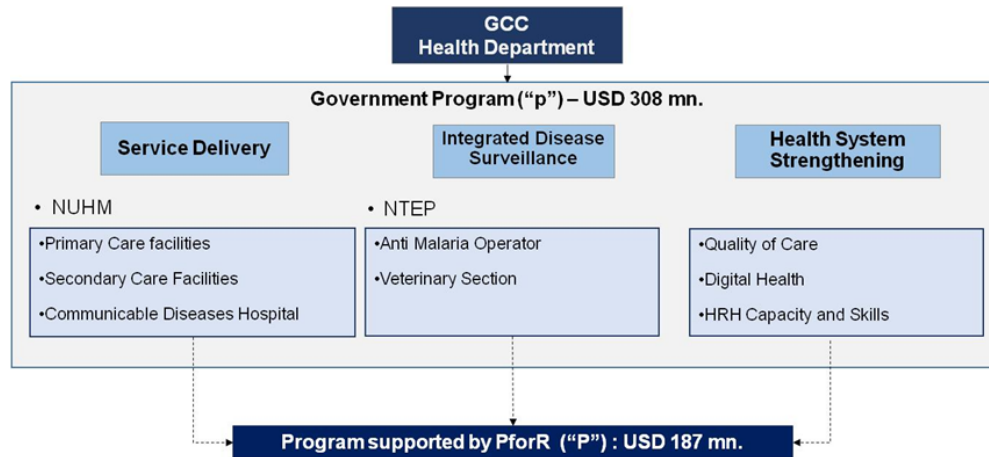 GCC
Health Department
Government Program (“p”) – USD 308 mn.
Service Delivery
Integrated Disease
Surveillance
Health System
Strengthening
• NUHM
•Primary Care facilities
•Secondary Care Facilities
•Communicable Diseases Hospital
• NTEP
•Anti Malaria Operator
•Veterinary Section
•Quality of Care
•Digital Health
•HRH Capacity and Skills
Program supported by PforR (“P”) : USD 187 mn.